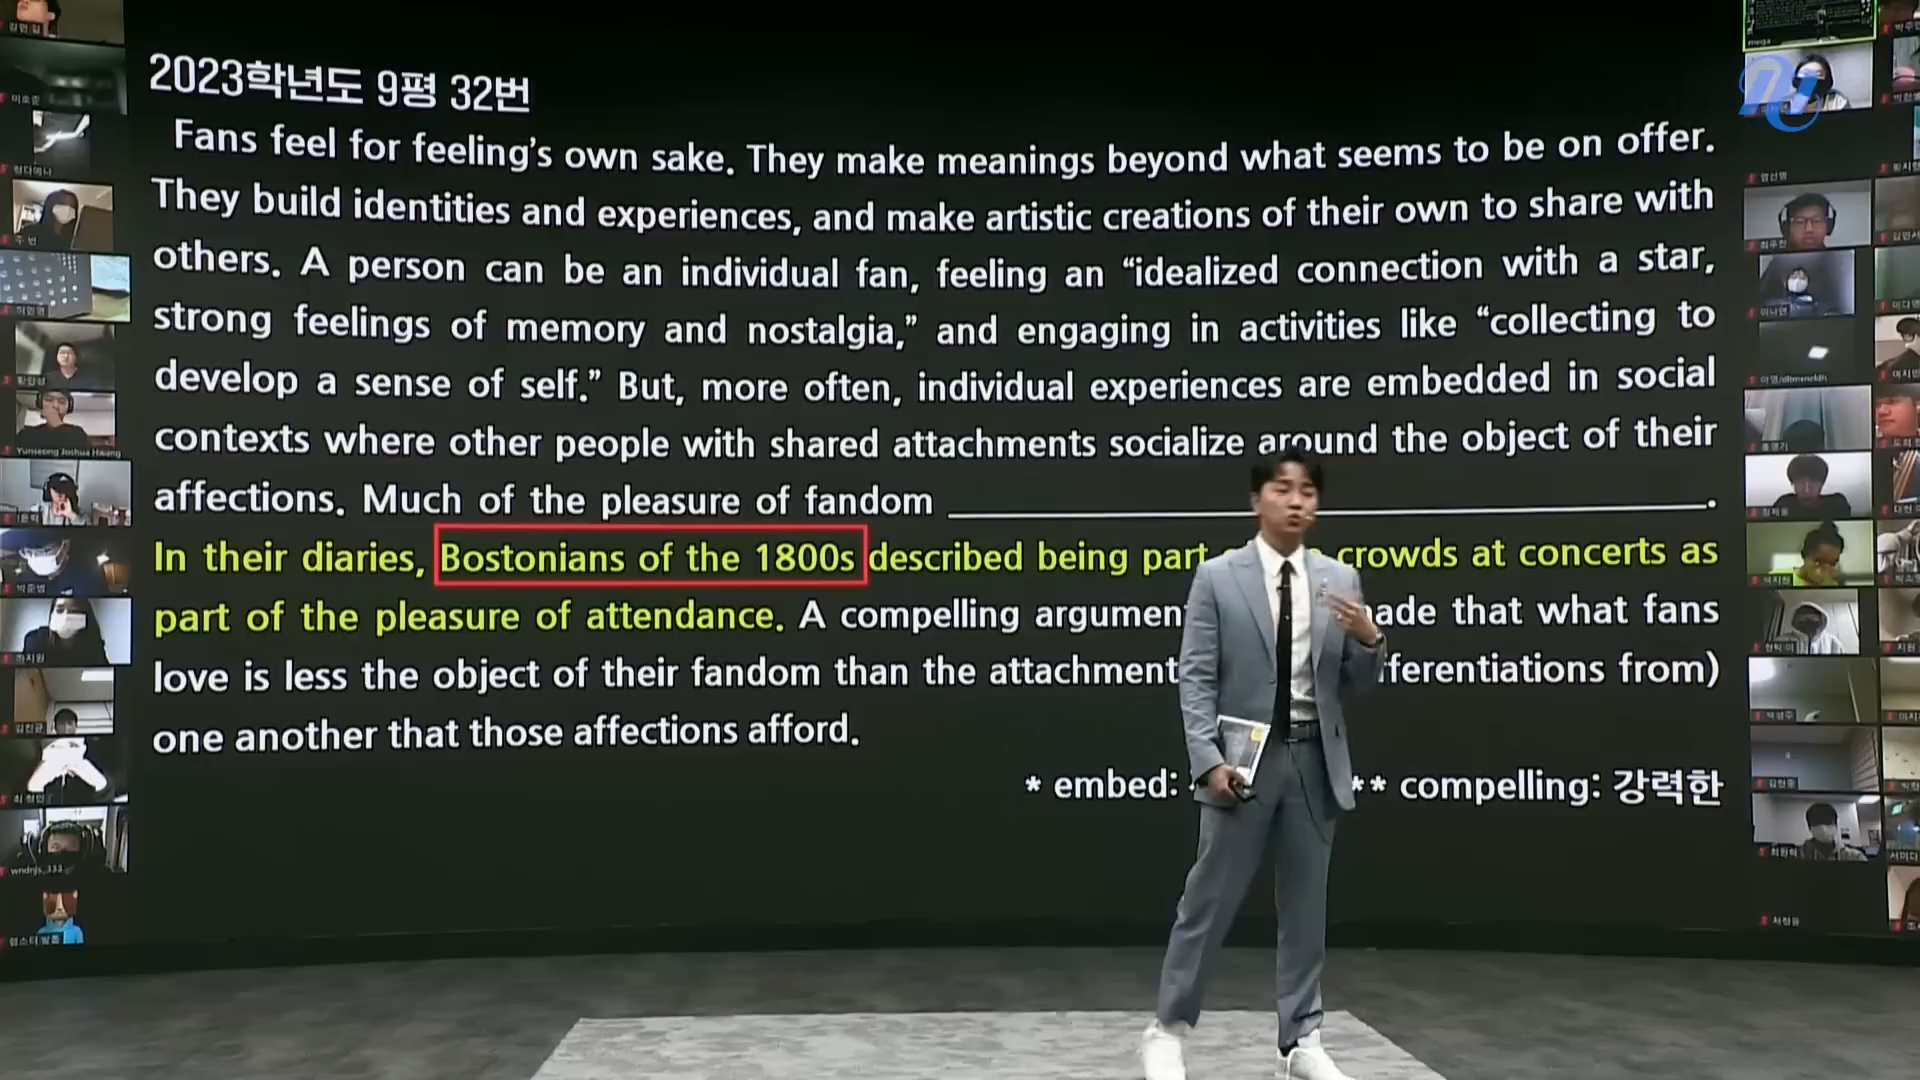 2023학년도 9평 32번
Fans feel for feeling's own sake. They make meanings beyond what seems to be on offer.
They build identities and experiences, and make artistic creations of their own to share with
others. A person can be an individual fan, feeling an “idealized connection with a star,
strong feelings of memory and nostalgia,” and engaging in activities like “collecting to
develop a sense of self.” But, more often, individual experiences are embedded in social
contexts where other people with shared attachments socialize around the object of their
affections. Much of the pleasure of fandom ____.
In their diaries, Bostonians of the 1800s described being part crowds at concerts as
part of the pleasure of attendance. A compelling argument that what fans
love is less the object of their fandom than the attachment from)
one another that those affections afford.
* embed: ** compelling: 강력한
Yunseong Joshua Hwang
wndnjs_333